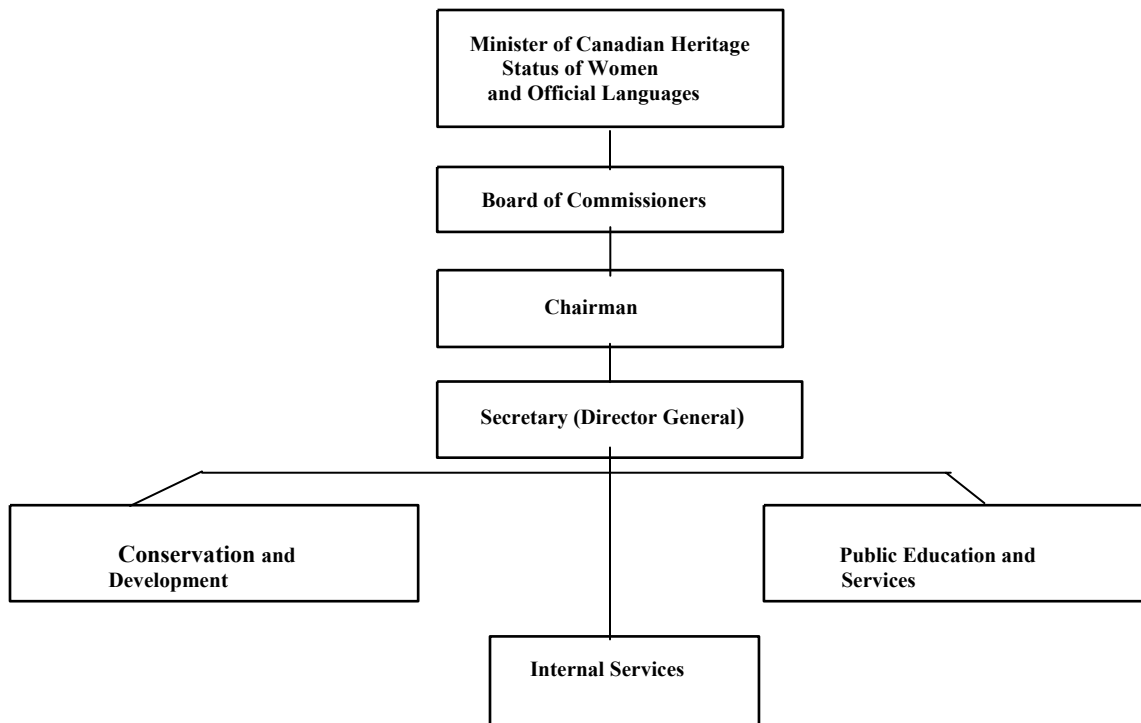 Minister of Canadian Heritage
Status of Women
and Official Languages
Board of Commissioners
Chairman
Secretary (Director General)
Conservation and
Development
Public Education and
Services
Internal Services